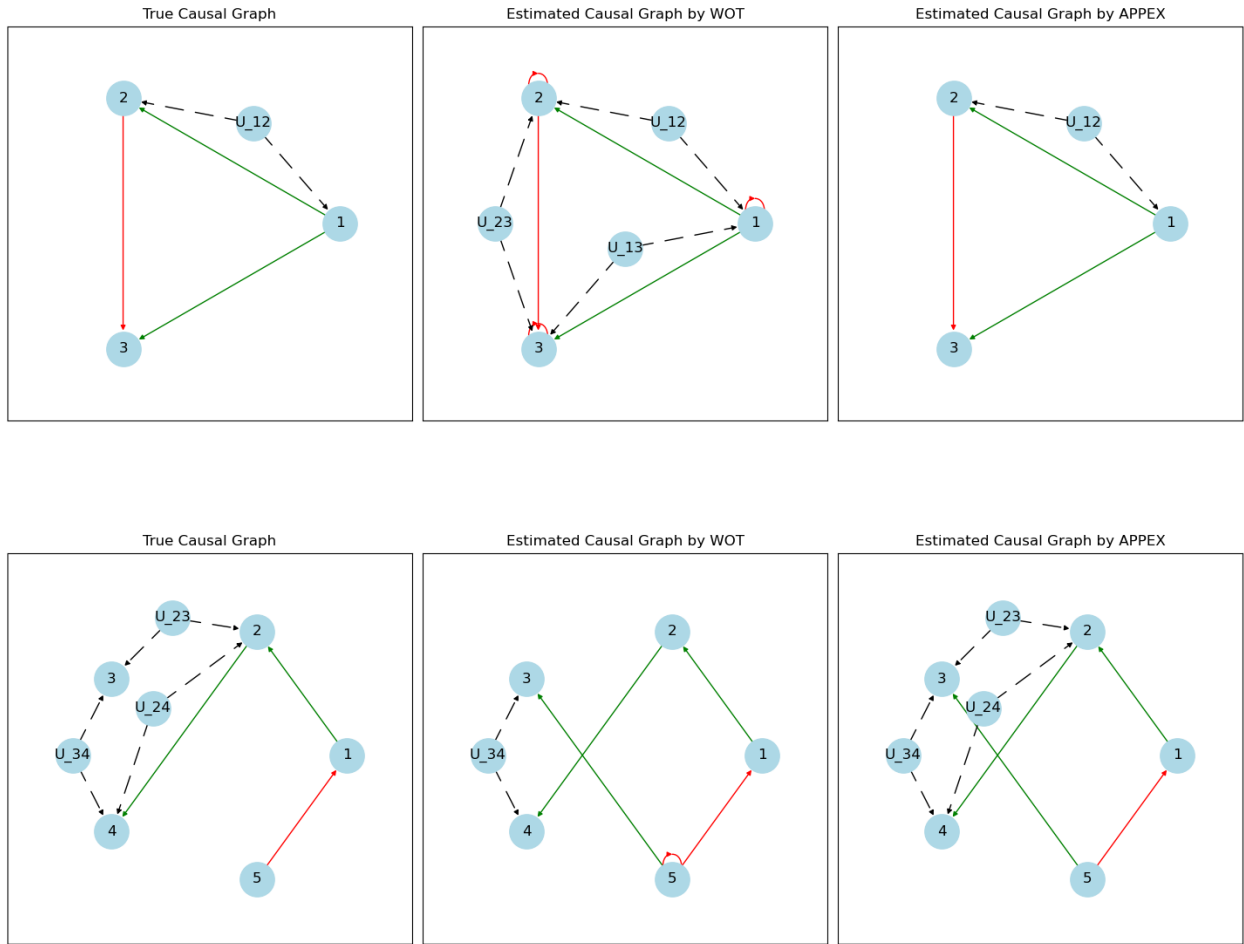 True Causal Graph
2
U_12
1
3
Estimated Causal Graph by WOT
2
U_12
U_23
1
U_13
3
Estimated Causal Graph by APPEX
2
U_12
1
3
True Causal Graph
U_23
2
3
U_24
U_34
1
4
5
Estimated Causal Graph by WOT
2
3
U_34
1
4
5
Estimated Causal Graph by APPEX
U_23
2
3
U_24
U_34
1
4
5